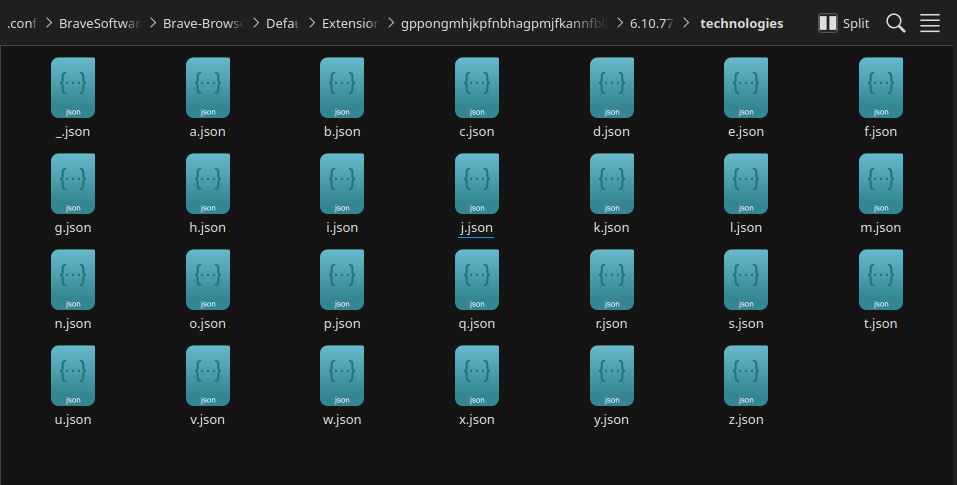 .conf > BraveSoftwar > Brave-Browse > Defau > Extension > gppongmhjkpfnbhagpmjfkannfbl > 6.10.77 > technologies Split
{...} {...} {...} {...} {...} {...} {...}
json json json json json json json
_.json a.json b.json c.json d.json e.json f.json
{...} {...} {...} {...} {...} {...} {...}
json json json json json json json
g.json h.json i.json j.json k.json l.json m.json
{...} {...} {...} {...} {...} {...} {...}
json json json json json json json
n.json o.json p.json q.json r.json s.json t.json
{...} {...} {...} {...} {...} {...}
json json json json json json
u.json v.json w.json x.json y.json z.json